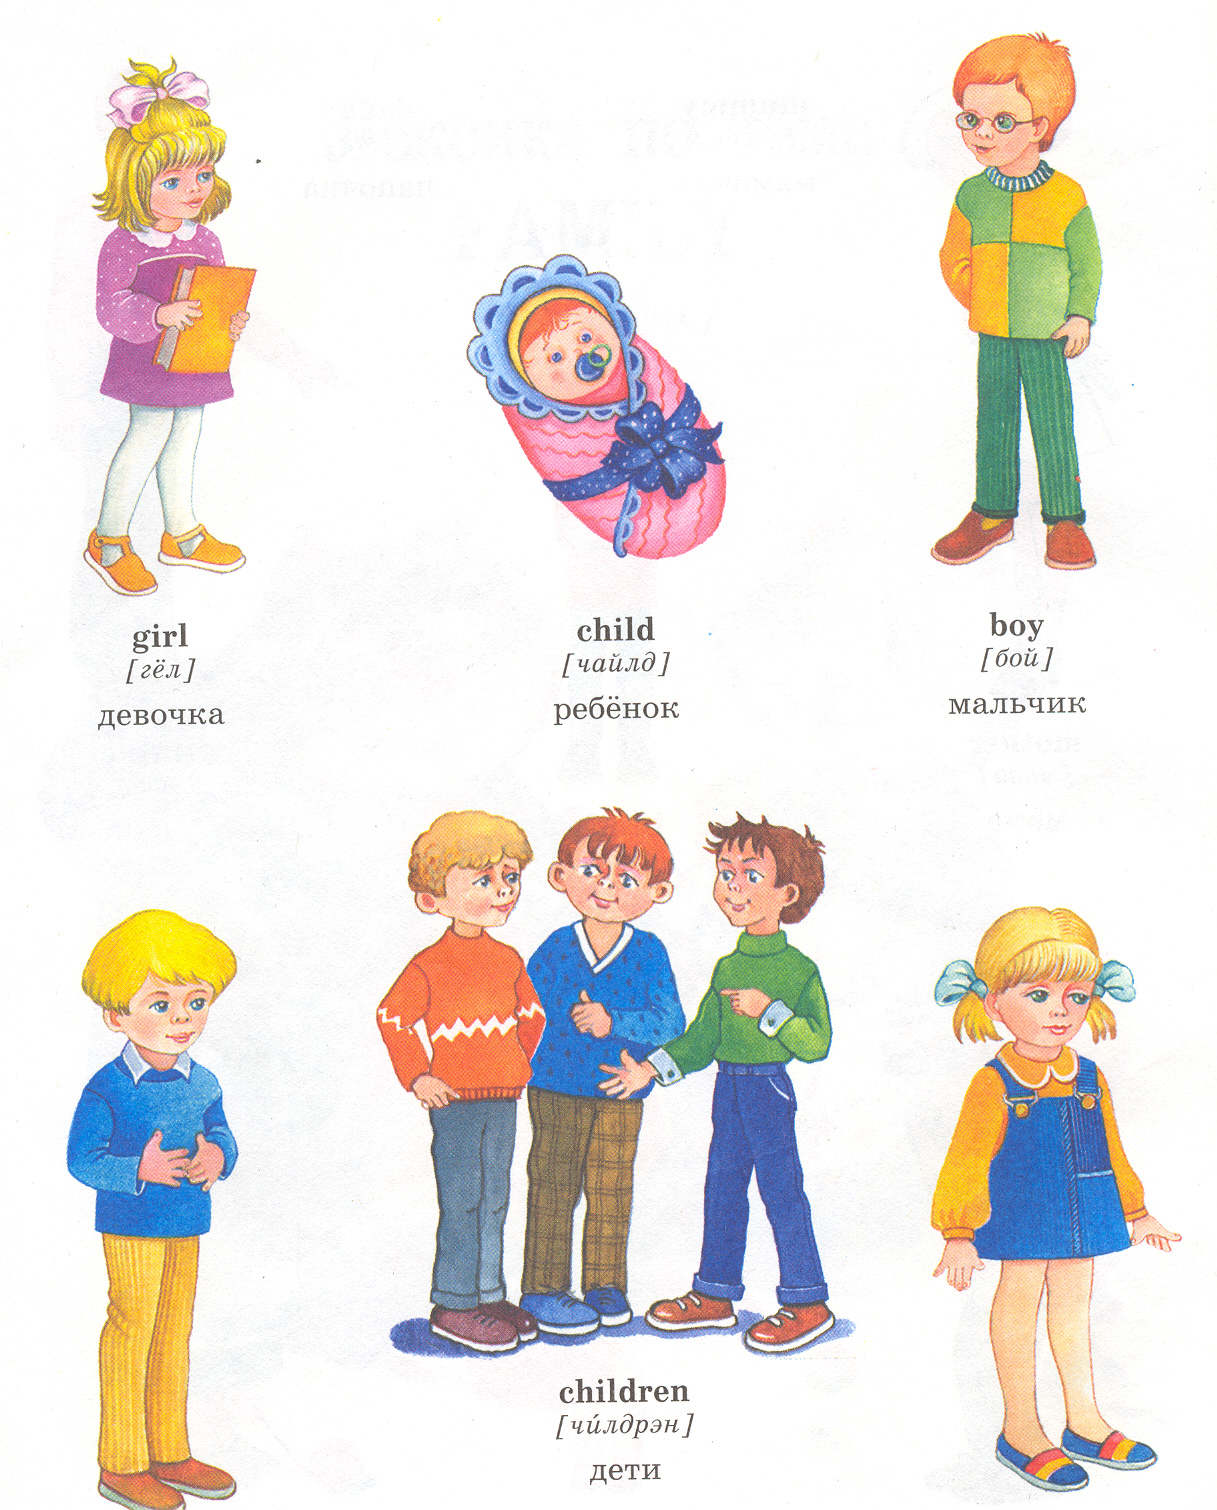 girl
[гёл]
девочка
child
[чайлд]
ребёнок
boy
[бой]
мальчик
children
[чи́лдрэн]
дети